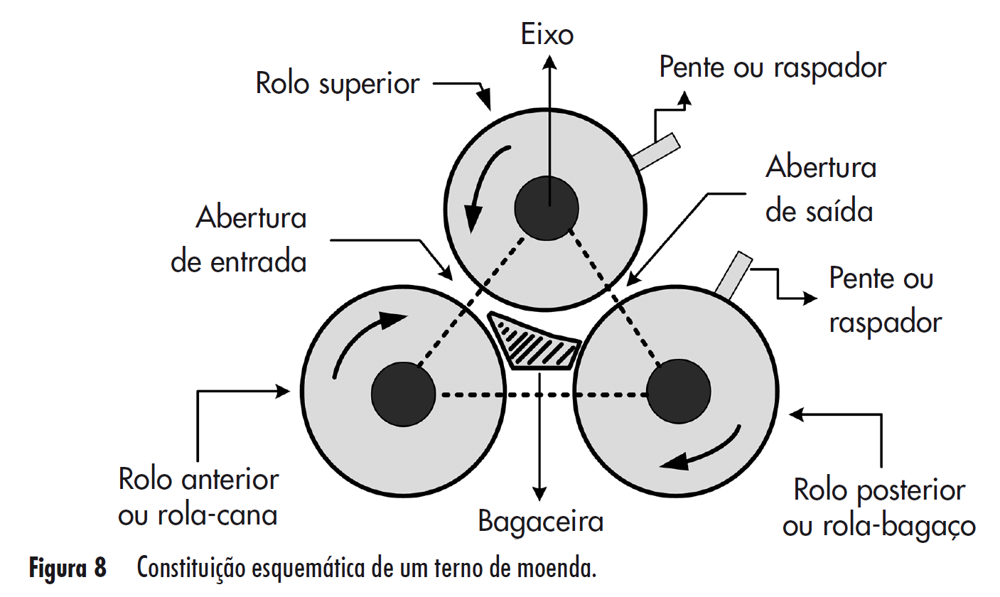 Eixo
Pente ou raspador
Rolo superior
Abertura
de saída
Abertura
de entrada
Pente ou
raspador
Rolo anterior
ou rola-cana
Bagaceira
Rolo posterior
ou rola-bagaço
Figura 8 Constituição esquemática de um terno de moenda.